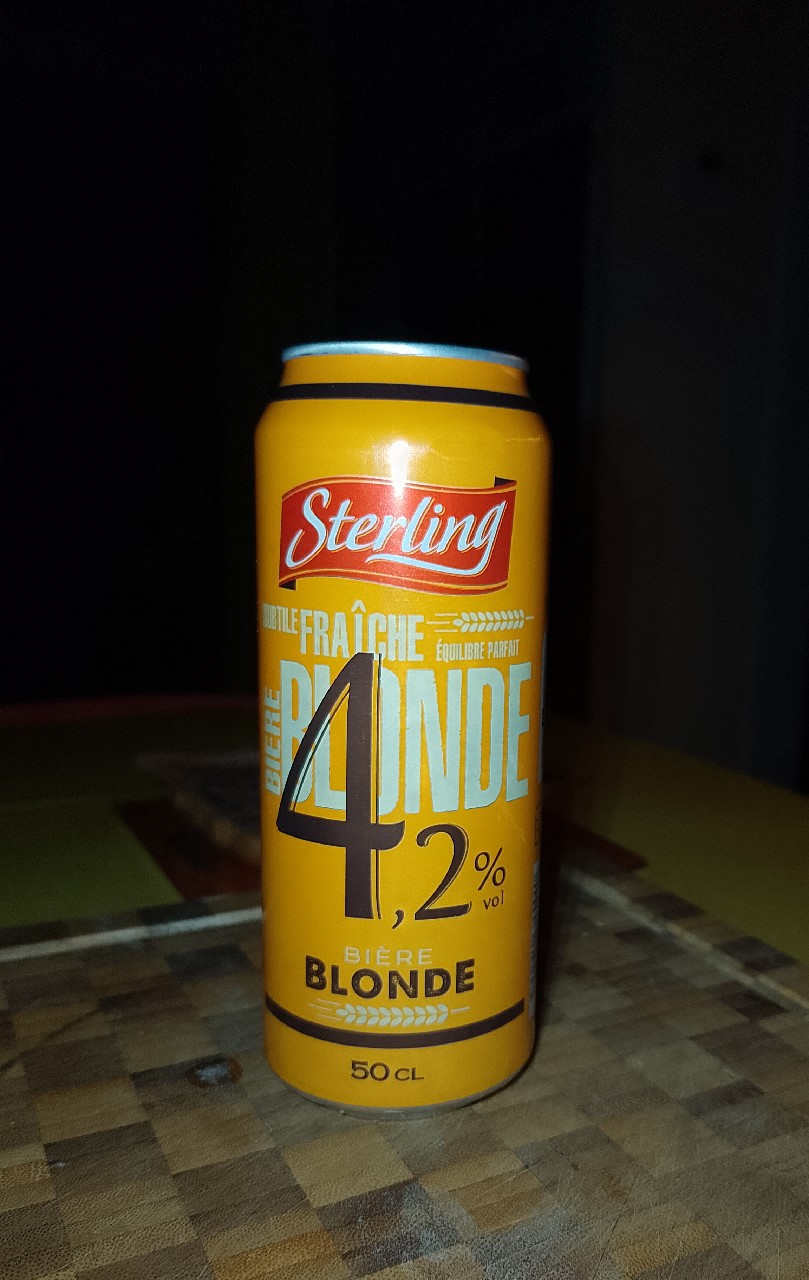 Sterling
SUBTILE FRAÎCHE
ÉQUILIBRE PARFAIT
BIÈRE BLONDE
4,2% vol
BIÈRE
BLONDE
50 CL